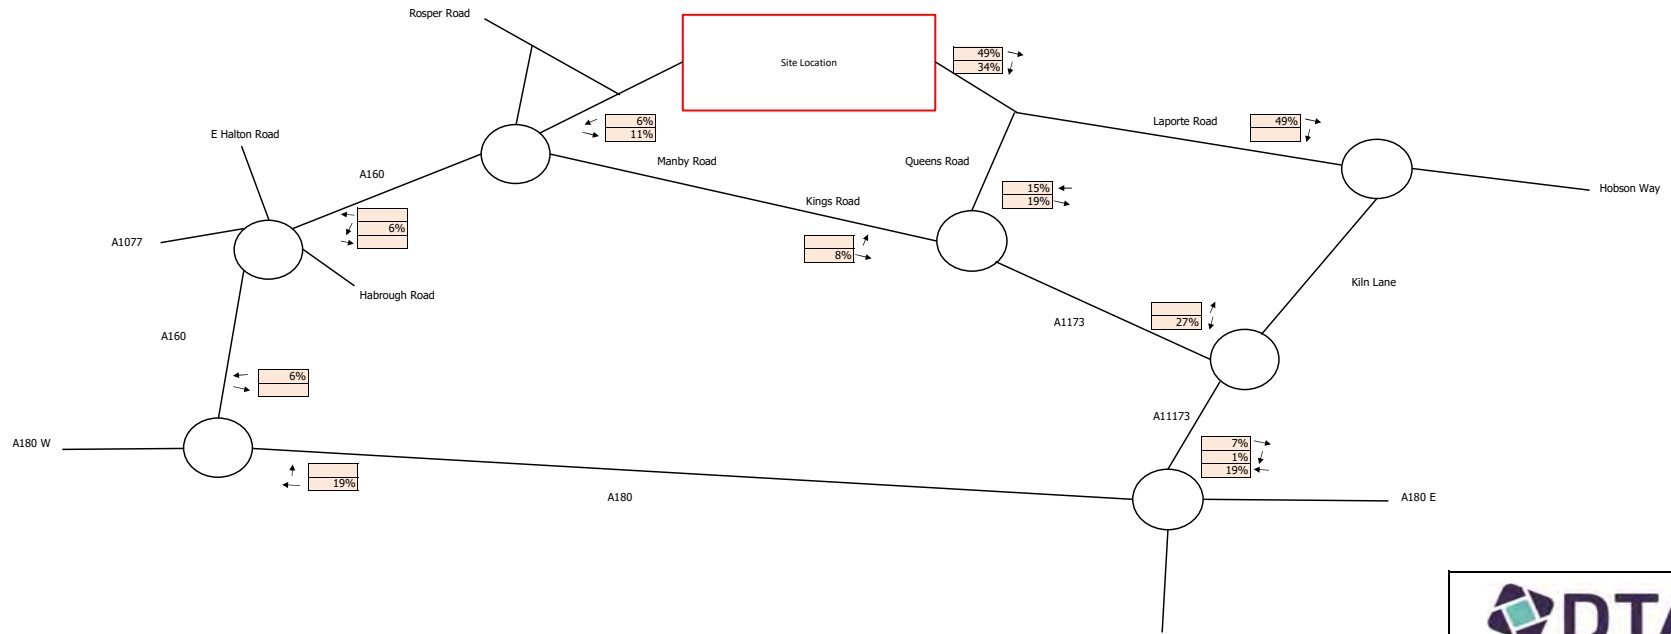 Rosper Road
Site Location
49%
34%
6%
11%
E Halton Road
Laporte Road
49%
Manby Road
Queens Road
A160
Hobson Way
15%
19%
Kings Road
6%
A1077
8%
Habrough Road
Kiln Lane
A1173
27%
A160
6%
A11173
A180 W
7%
1%
19%
19%
A180
A180 E
DTA